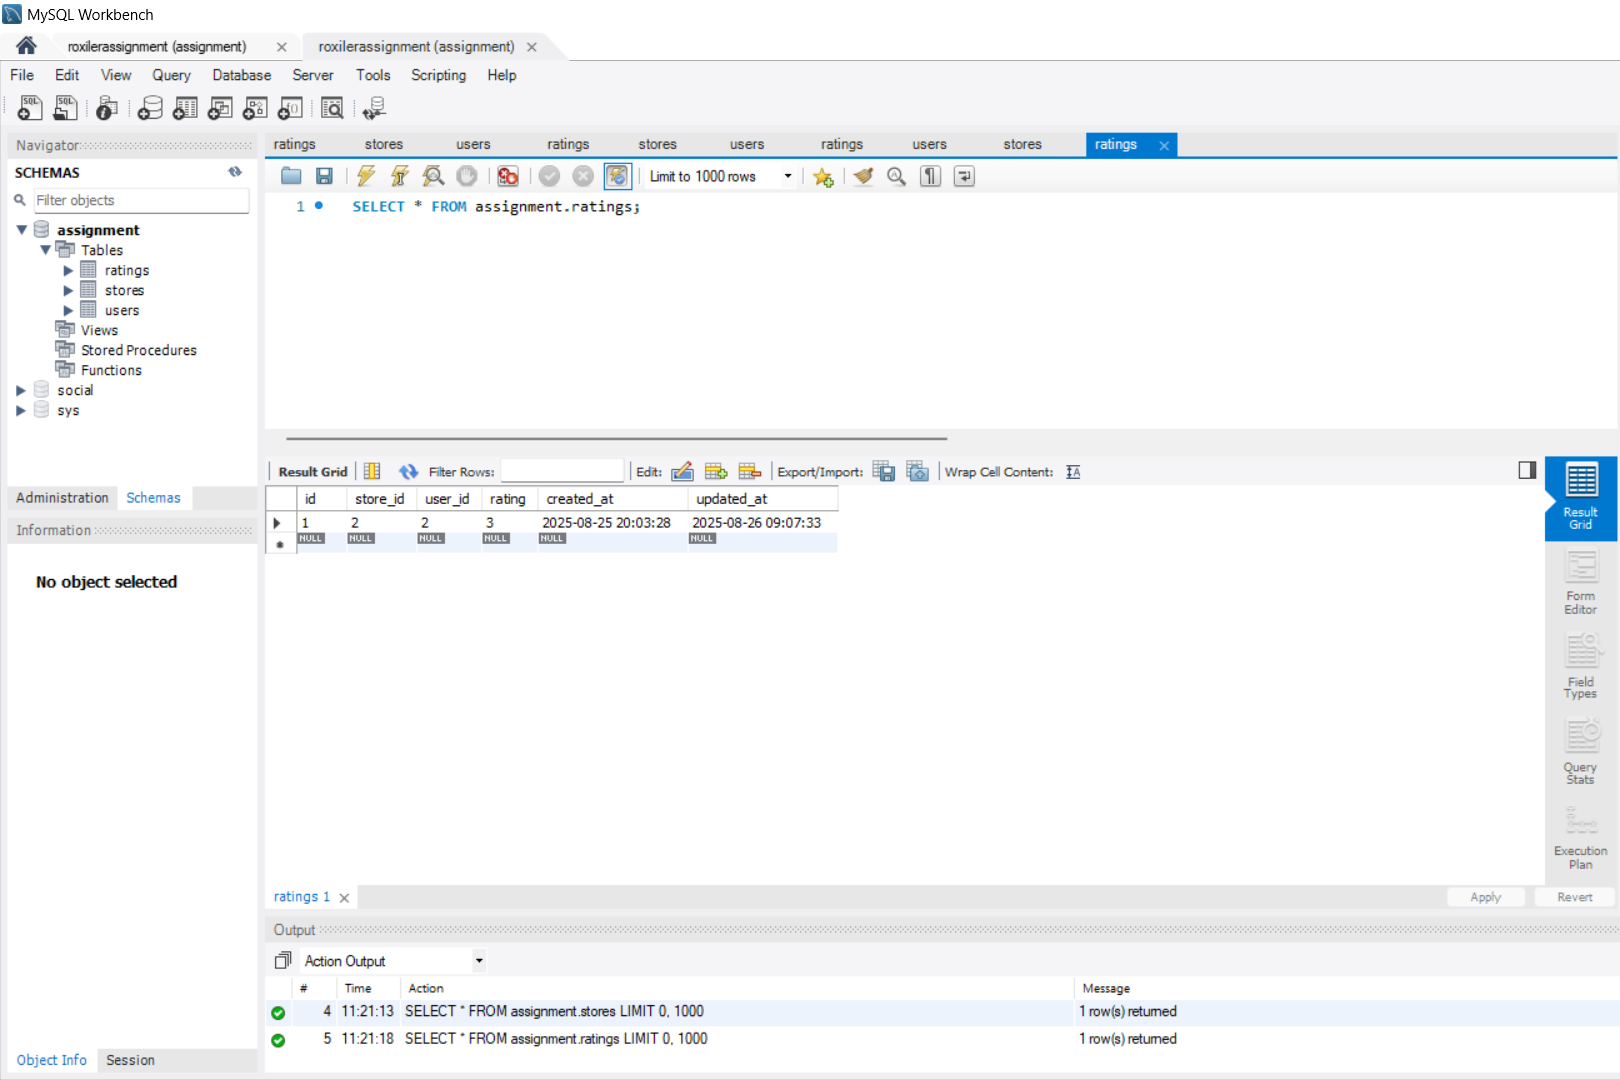 MySQL Workbench
roxilerassignment (assignment) roxilerassignment (assignment)
File Edit View Query Database Server Tools Scripting Help
Navigator
SCHEMAS
Filter objects
assignment
Tables
ratings
stores
users
Views
Stored Procedures
Functions
social
sys
Administration Schemas
Information
No object selected
Object Info Session
ratings stores users ratings stores users ratings users stores ratings
Limit to 1000 rows
1 SELECT * FROM assignment.ratings;
Result Grid Filter Rows: Edit: Export/Import: Wrap Cell Content:
id store_id user_id rating created_at updated_at
1 2 2 3 2025-08-25 20:03:28 2025-08-26 09:07:33
NULL NULL NULL NULL NULL NULL
Result
Grid
Form
Editor
Field
Types
Query
Stats
Execution
Plan
ratings 1 Apply Revert
Output
Action Output
# Time Action Message
4 11:21:13 SELECT * FROM assignment.stores LIMIT 0, 1000 1 row(s) returned
5 11:21:18 SELECT * FROM assignment.ratings LIMIT 0, 1000 1 row(s) returned